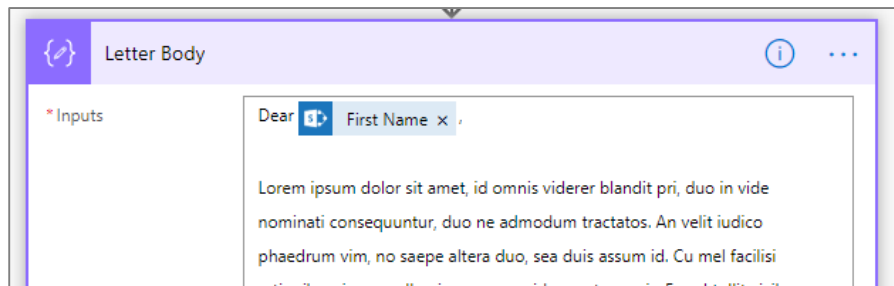 Letter Body
* Inputs
Dear First Name × ,
Lorem ipsum dolor sit amet, id omnis viderer blandit pri, duo in vide
nominati consequuntur, duo ne admodum tractatos. An velit iudico
phaedrum vim, no saepe altera duo, sea duis assum id. Cu mel facilisi